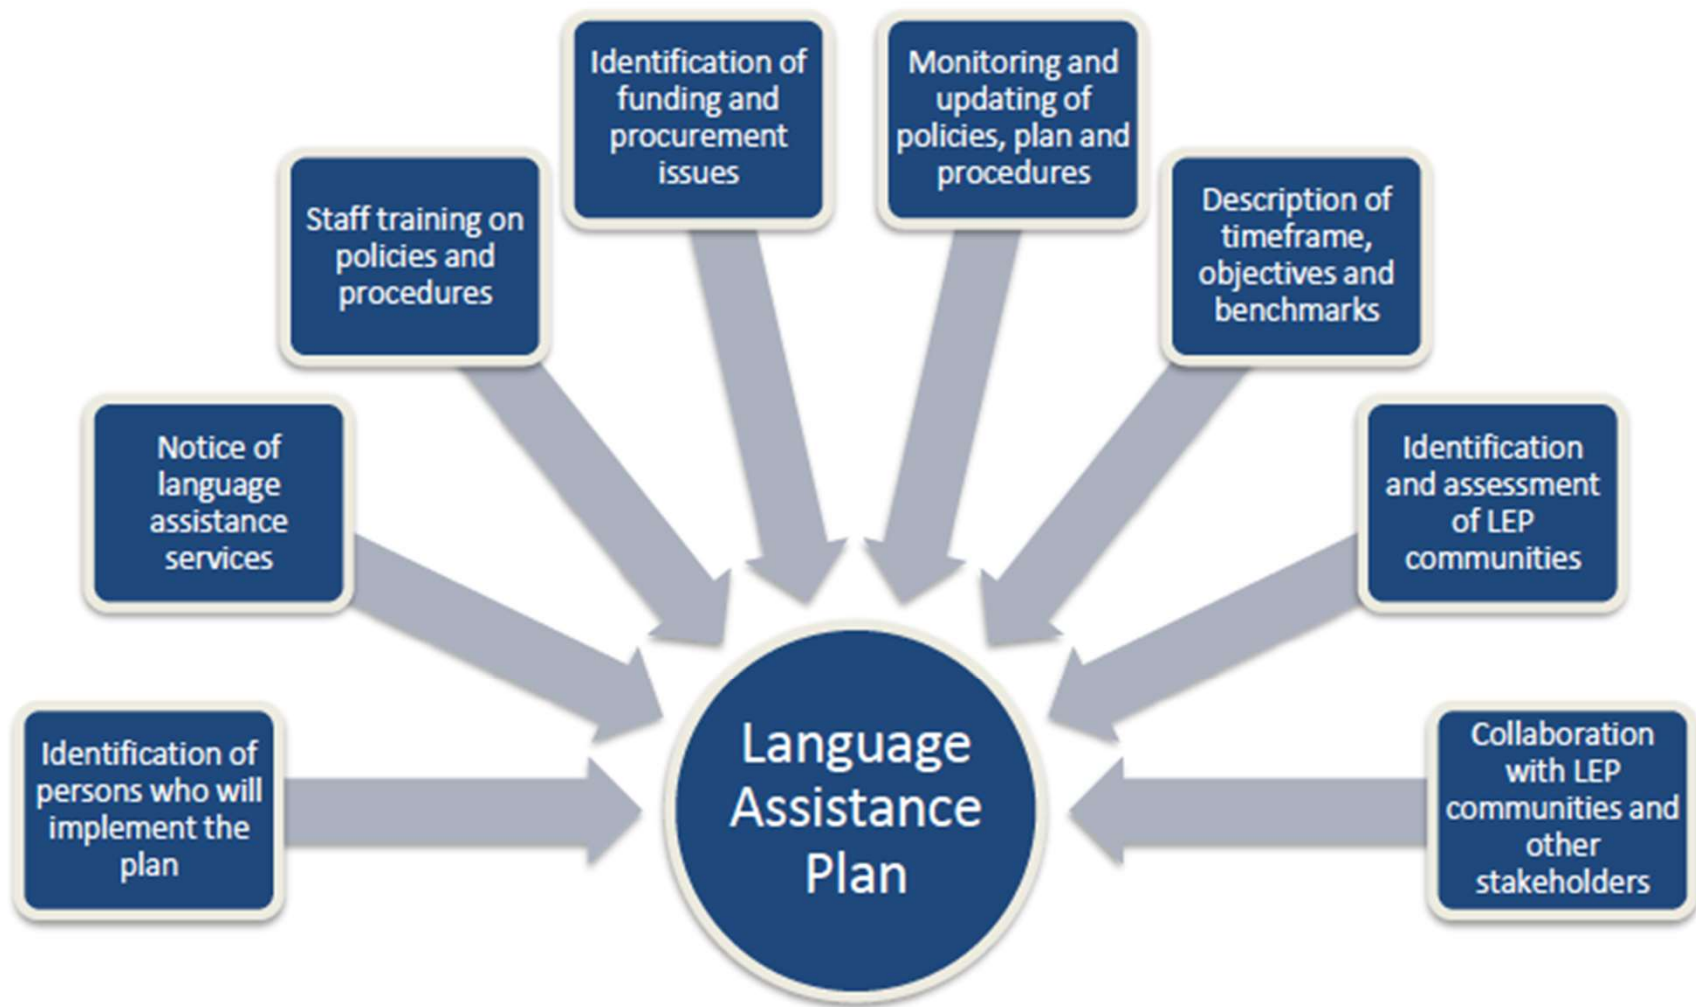 Identification of
funding and
procurement
issues
Monitoring and
updating of
policies, plan and
procedures
Staff training on
policies and
procedures
Description of
timeframe,
objectives and
benchmarks
Notice of
language
assistance
services
Identification
and assessment
of LEP
communities
Identification of
persons who will
implement the
plan
Language
Assistance
Plan
Collaboration
with LEP
communities and
other
stakeholders